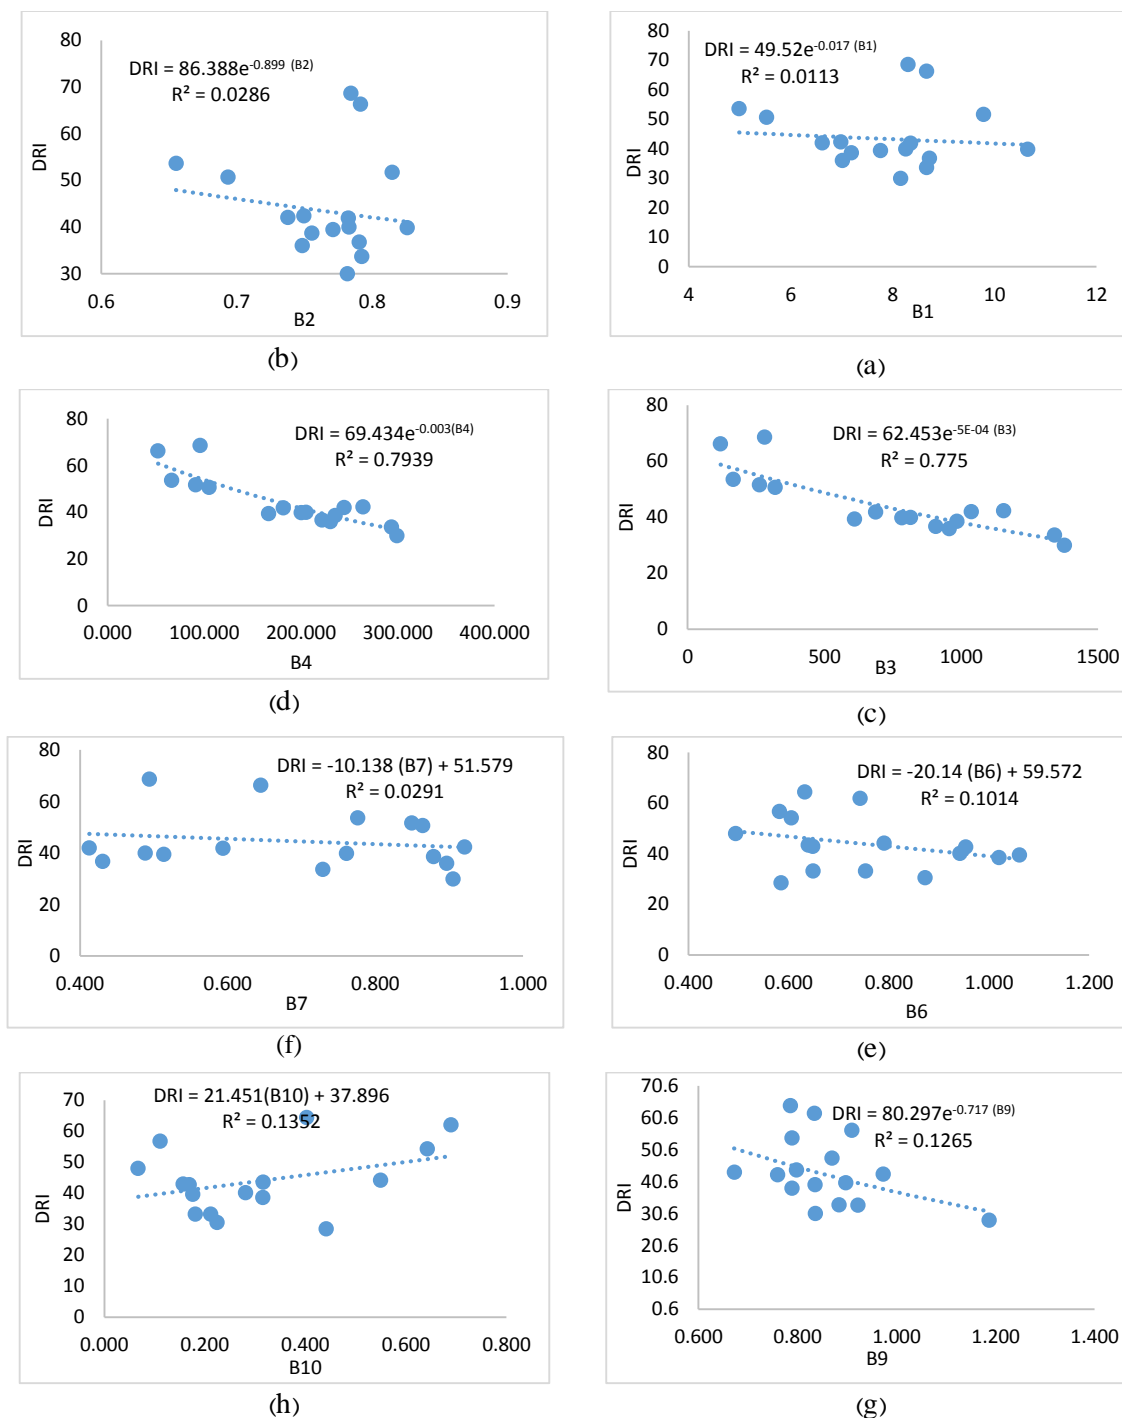 80
70
60
50
40
30
DRI
DRI = 86.388e^-0.899 (B2)
R² = 0.0286
0.6 0.7 0.8 0.9
B2
(b)
80
70
60
50
40
30
20
10
0
DRI
DRI = 49.52e^-0.017 (B1)
R² = 0.0113
4 6 8 10 12
B1
(a)
80
60
40
20
0
DRI
DRI = 69.434e^-0.003(B4)
R² = 0.7939
0.000 100.000 200.000 300.000 400.000
B4
(d)
80
60
40
20
0
DRI
DRI = 62.453e^-5E-04 (B3)
R² = 0.775
0 500 1000 1500
B3
(c)
80
60
40
20
0
DRI
DRI = -10.138 (B7) + 51.579
R² = 0.0291
0.400 0.600 0.800 1.000
B7
(f)
80
60
40
20
0
DRI
DRI = -20.14 (B6) + 59.572
R² = 0.1014
0.400 0.600 0.800 1.000 1.200
B6
(e)
70
60
50
40
30
20
10
0
DRI
DRI = 21.451(B10) + 37.896
R² = 0.1352
0.000 0.200 0.400 0.600 0.800
B10
(h)
70.6
60.6
50.6
40.6
30.6
20.6
10.6
0.6
DRI
DRI = 80.297e^-0.717 (B9)
R² = 0.1265
0.600 0.800 1.000 1.200 1.400
B9
(g)